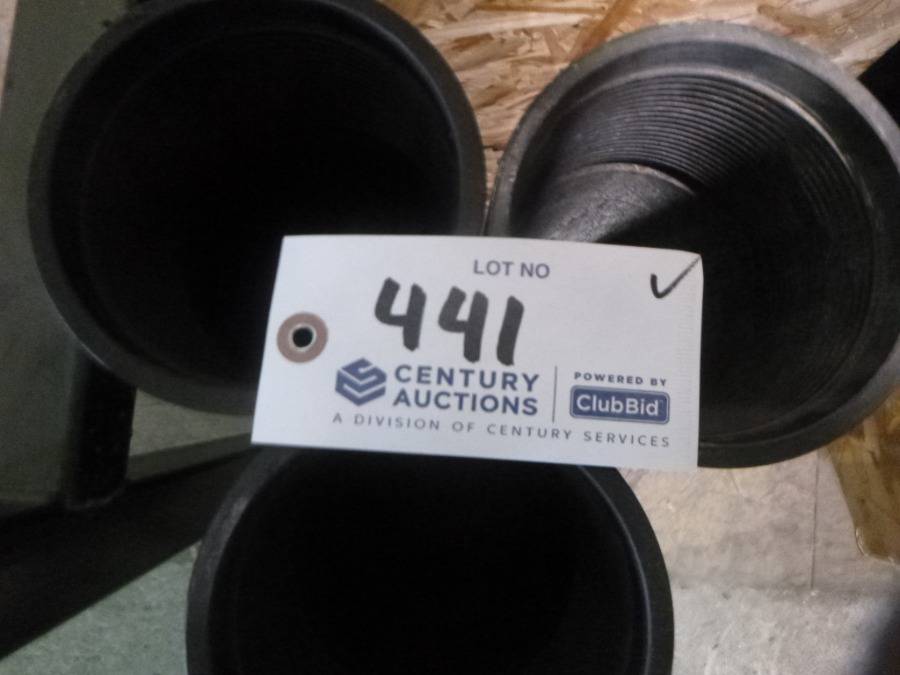 LOT NO
441
CENTURY AUCTIONS
POWERED BY
ClubBid
A DIVISION OF CENTURY SERVICES